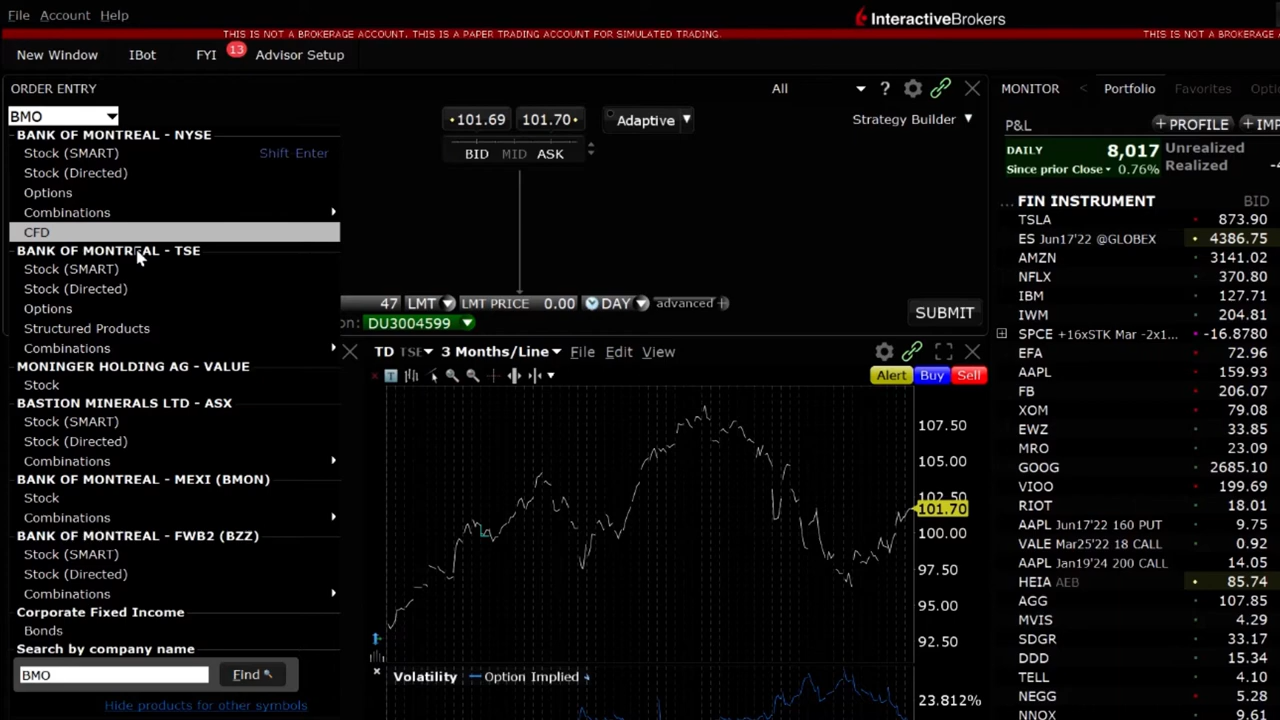 File Account Help
InteractiveBrokers
THIS IS NOT A BROKERAGE ACCOUNT, THIS IS A PAPER TRADING ACCOUNT FOR SIMULATED TRADING.
THIS IS NOT A BROKERAGE A
New Window IBot FYI 13 Advisor Setup
ORDER ENTRY
All
?
BMO
101.69 101.70
BID MID ASK
Adaptive
Strategy Builder
BANK OF MONTREAL - NYSE
Stock (SMART) Shift Enter
Stock (Directed)
Options
Combinations
CFD
BANK OF MONTREAL - TSE
Stock (SMART)
Stock (Directed)
Options
Structured Products
Combinations
MONINGER HOLDING AG - VALUE
Stock
BASTION MINERALS LTD - ASX
Stock (SMART)
Stock (Directed)
Combinations
BANK OF MONTREAL - MEXI (BMON)
Stock
Combinations
BANK OF MONTREAL - FWB2 (BZZ)
Stock (SMART)
Stock (Directed)
Combinations
Corporate Fixed Income
Bonds
Search by company name
BMO Find
Hide products for other symbols
47 LMT LMT PRICE 0.00 DAY advanced +
on: DU3004599
SUBMIT
TD TSE 3 Months/Line File Edit View
T
Alert Buy Sell
107.50
105.00
102.50
101.70
100.00
97.50
95.00
92.50
Volatility Option Implied
23.812%
MONITOR < Portfolio Favorites Optio
P&L + PROFILE + IMP
DAILY 8,017 Unrealized
Since prior Close 0.76% Realized
... FIN INSTRUMENT BID
TSLA 873.90
ES Jun17'22 @GLOBEX 4386.75
AMZN 3141.02
NFLX 370.80
IBM 127.71
IWM 204.81
SPCE +16xSTK Mar -2x1... -16.8780
EFA 72.96
AAPL 159.93
FB 206.07
XOM 79.08
EWZ 33.85
MRO 23.09
GOOG 2685.10
VIOO 199.69
RIOT 18.01
AAPL Jun17'22 160 PUT 9.75
VALE Mar25'22 18 CALL 0.92
AAPL Jan19'24 200 CALL 14.05
HEIA AEB 85.74
AGG 107.85
MVIS 4.29
SDGR 33.17
DDD 15.34
TELL 4.10
NEGG 5.28
NNOX 9.61